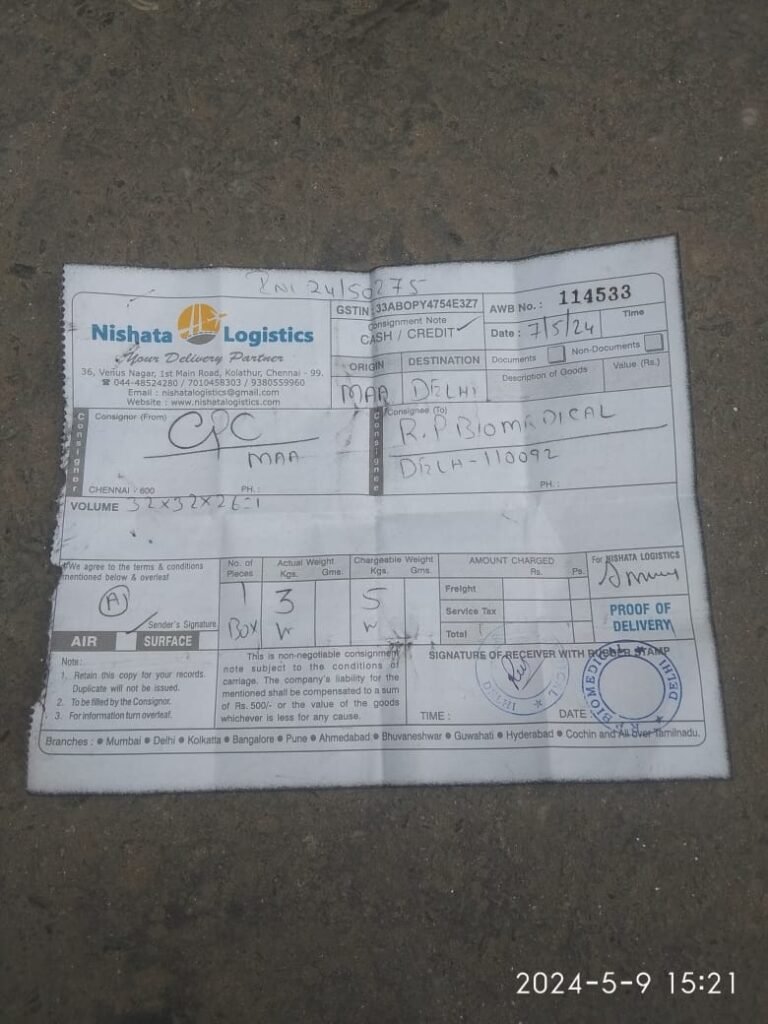 INI 24/50275
Nishata Logistics
Your Delivery Partner
36, Venus Nagar, 1st Main Road, Kolathur, Chennai - 99.
☎ 044-48524280 / 7010458303 / 9380559960
Email : nishatalogistics@gmail.com
Website : www.nishatalogistics.com
GSTIN : 33ABOPY4754E3Z7
Consignment Note
CASH / CREDIT ✓
AWB No. : 114533
Date : 7/5/24
Time
ORIGIN DESTINATION
MAA DELHI
Documents Non-Documents
Description of Goods Value (Rs.)
Consignor
Consignor (From)
CPC
MAA
CHENNAI - 600 PH. :
Consignee
Consignee (To)
R.P BIOMEDICAL
DELH-110092
PH. :
VOLUME 32x32x26=1
I/We agree to the terms & conditions
mentioned below & overleaf
A
Sender's Signature
AIR SURFACE
No. of Pieces
1
BOX
Actual Weight
Kgs. Gms.
3
Chargeable Weight
Kgs. Gms.
5
AMOUNT CHARGED
Rs. Ps.
Freight
Service Tax
Total
For NISHATA LOGISTICS
PROOF OF
DELIVERY
Note :
1. Retain this copy for your records.
Duplicate will not be issued.
2. To be filled by the Consignor.
3. For information turn overleaf.
This is non-negotiable consignment
note subject to the conditions of
carriage. The company's liability for
the mentioned shall be compensated to a sum
of Rs. 500/- or the value of the goods
whichever is less for any cause.
SIGNATURE OF RECEIVER WITH RUBBER STAMP
DELHI
CAL
R.P. BIOMEDICAL
DELHI
TIME :
DATE :
Branches : ● Mumbai ● Delhi ● Kolkatta ● Bangalore ● Pune ● Ahmedabad ● Bhuvaneshwar ● Guwahati ● Hyderabad ● Cochin and All over Tamilnadu.
2024-5-9 15:21